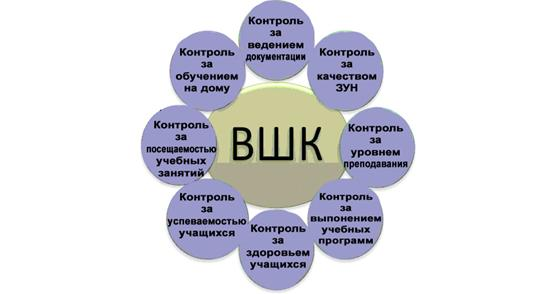 Контроль
за
ведением
документации
Контроль
за
качеством
ЗУН
Контроль
за
уровнем
преподавания
Контроль
за
выпонением
учебных
программ
Контроль
за
здоровьем
учащихся
Контроль
за
успеваемостью
учащихся
Контроль
за
посещаемостью
учебных
занятий
Контроль
за
обучением
на дому
ВШК